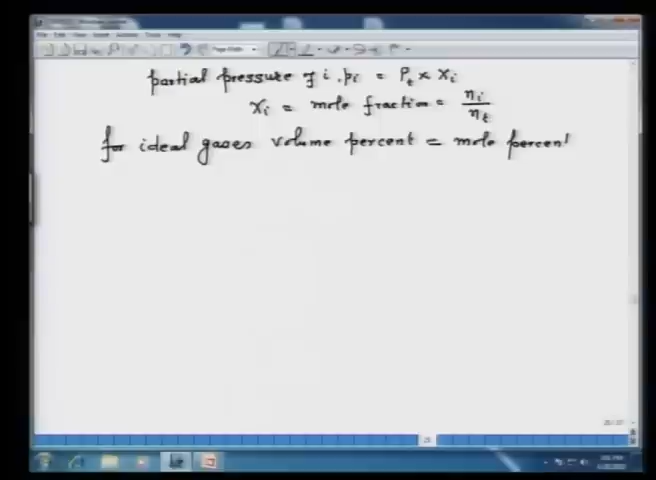 partial pressure of i, pi = Pt × Xi
Xi = mole fraction = ni/nt
for ideal gases volume percent = mole percent